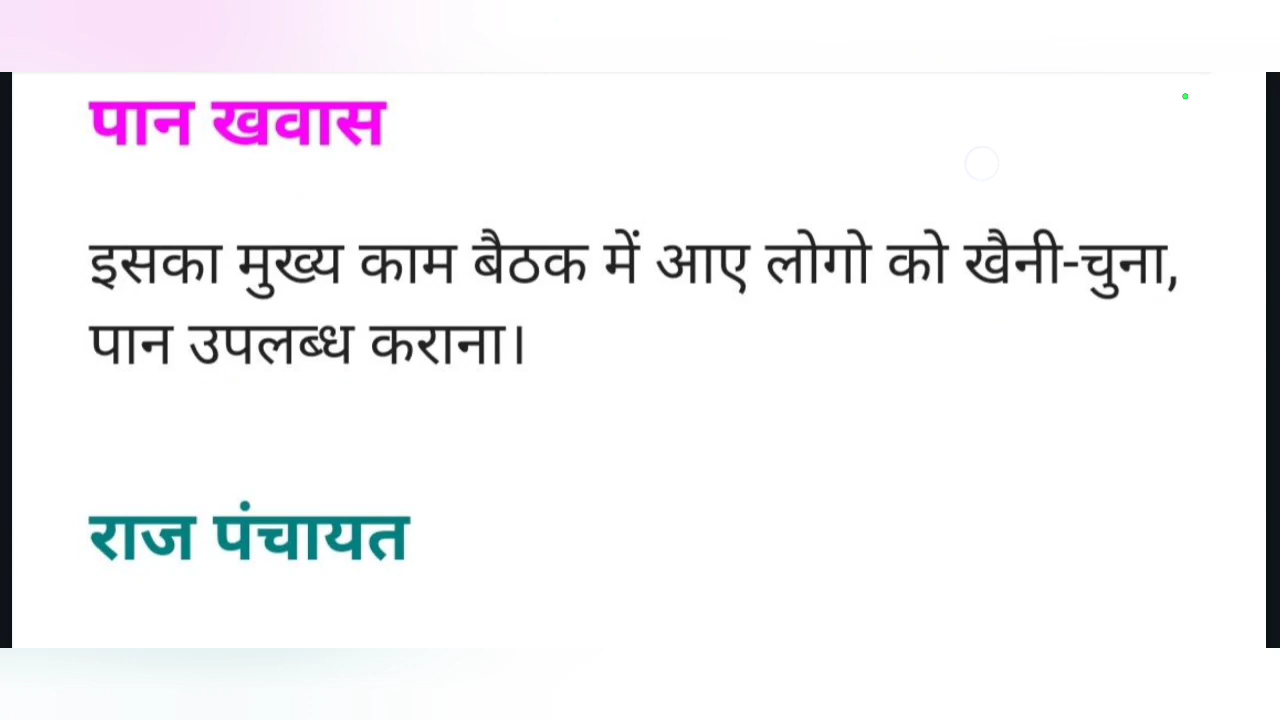 पान खवास
इसका मुख्य काम बैठक में आए लोगो को खैनी-चुना,
पान उपलब्ध कराना।
राज पंचायत